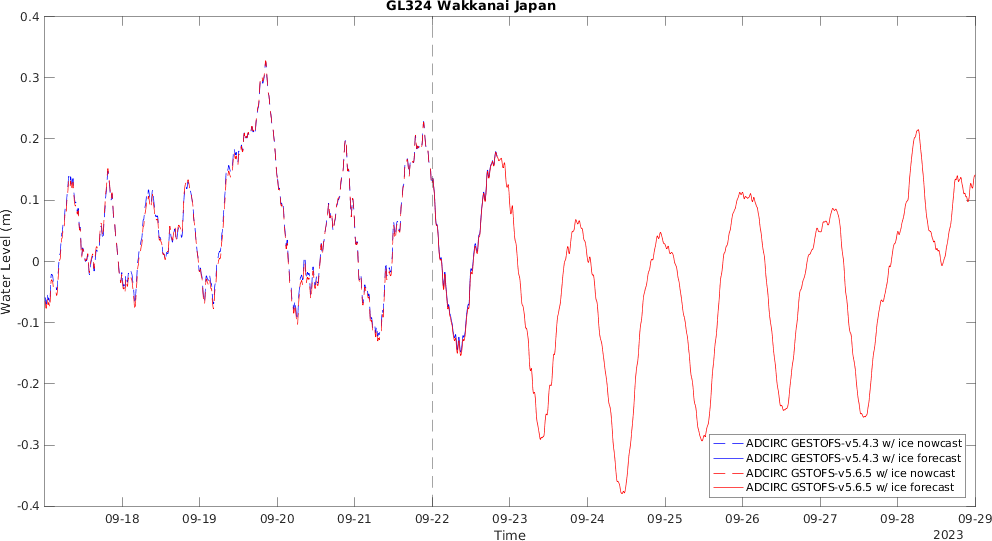 GL324 Wakkanai Japan
0.4
0.3
0.2
0.1
0
-0.1
-0.2
-0.3
-0.4
Water Level (m)
ADCIRC GESTOFS-v5.4.3 w/ ice nowcast
ADCIRC GESTOFS-v5.4.3 w/ ice forecast
ADCIRC GSTOFS-v5.6.5 w/ ice nowcast
ADCIRC GSTOFS-v5.6.5 w/ ice forecast
09-18 09-19 09-20 09-21 09-22 09-23 09-24 09-25 09-26 09-27 09-28 09-29
Time
2023